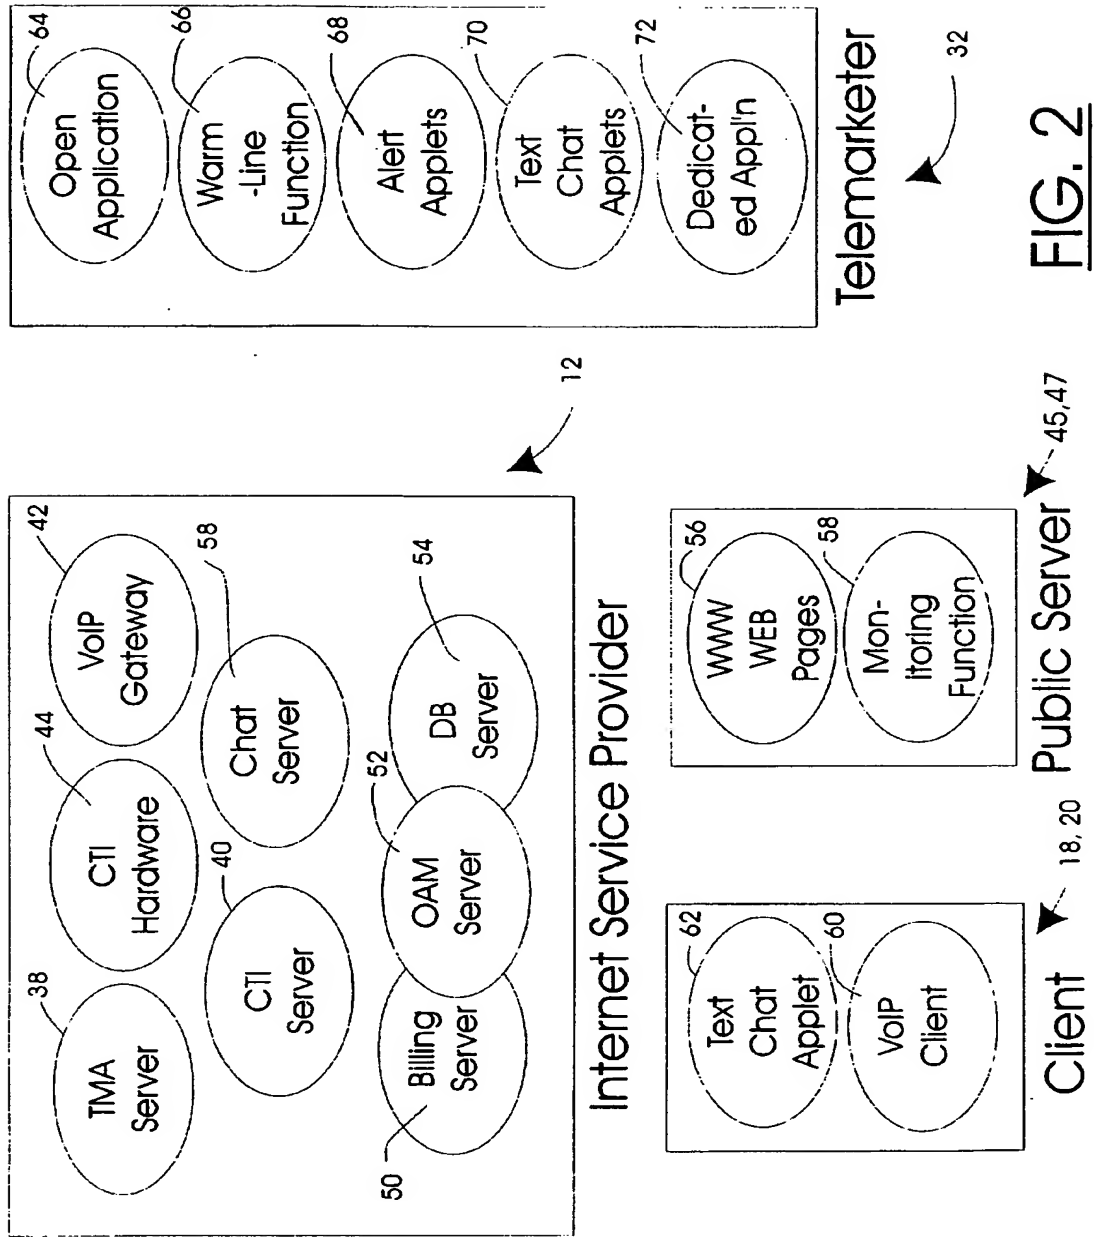 38
TMA
Server
44
CTI
Hardware
42
VoIP
Gateway
40
CTI
Server
58
Chat
Server
50
Billing
Server
52
OAM
Server
54
DB
Server
Internet Service Provider
12
62
Text
Chat
Applet
60
VoIP
Client
Client
18, 20
56
WWW
WEB
Pages
58
Mon-
itoring
Function
Public Server
45,47
64
Open
Application
66
Warm
-Line
Function
68
Alert
Applets
70
Text
Chat
Applets
72
Dedicat-
ed Appl'n
Telemarketer
32
FIG. 2